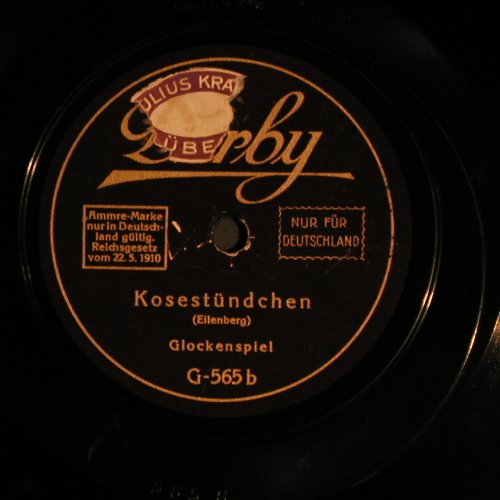 JULIUS KRA
Derby
LÜBE
Ammre-Marke
nur in Deutsch-
land gültig.
Reichsgesetz
vom 22.5.1910
NUR FÜR
DEUTSCHLAND
Kosestündchen
(Eilenberg)
Glockenspiel
G-565 b